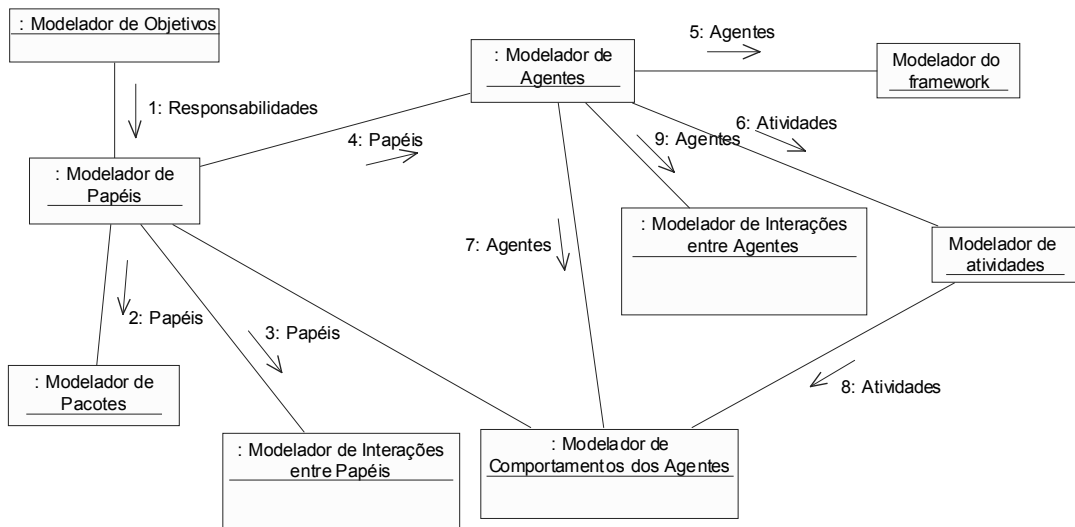 : Modelador de Objetivos
5: Agentes
: Modelador de
Agentes
Modelador do
framework
1: Responsabilidades
4: Papéis
6: Atividades
9: Agentes
: Modelador de
Papéis
: Modelador de Interações
entre Agentes
7: Agentes
Modelador de
atividades
2: Papéis
3: Papéis
: Modelador de
Pacotes
8: Atividades
: Modelador de Interações
entre Papéis
: Modelador de
Comportamentos dos Agentes